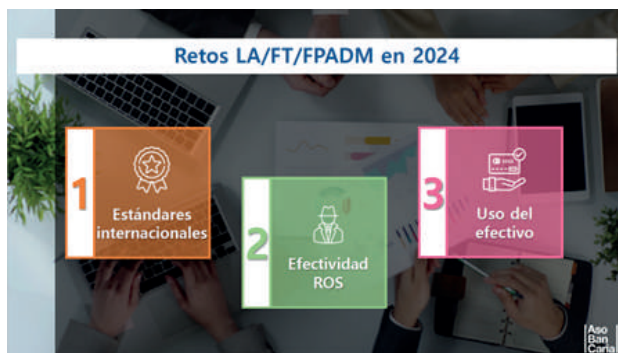 Retos LA/FT/FPADM en 2024
1
Estándares
internacionales
2
Efectividad
ROS
3
Uso del
efectivo
Aso
Ban
Caria